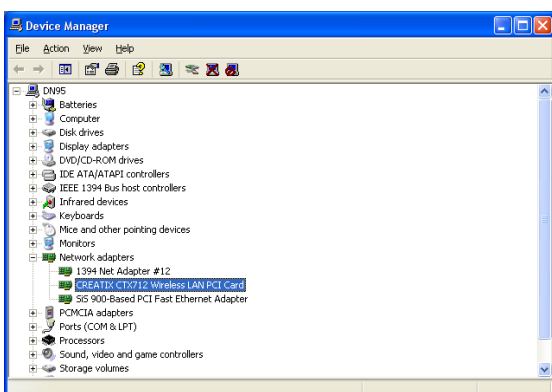 Device Manager
File Action View Help
DN95
Batteries
Computer
Disk drives
Display adapters
DVD/CD-ROM drives
IDE ATA/ATAPI controllers
IEEE 1394 Bus host controllers
Infrared devices
Keyboards
Mice and other pointing devices
Monitors
Network adapters
1394 Net Adapter #12
CREATIX CTX712 Wireless LAN PCI Card
SiS 900-Based PCI Fast Ethernet Adapter
PCMCIA adapters
Ports (COM & LPT)
Processors
Sound, video and game controllers
Storage volumes